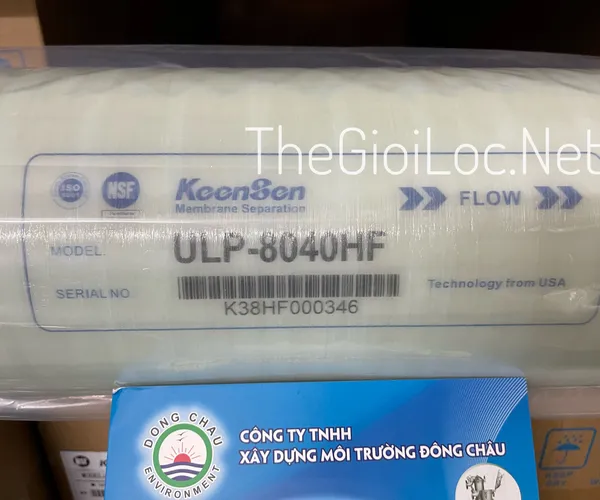 TheGioiLoc.Net
ISO
NSF
KeenSen
Membrane Separation
FLOW
MODEL.
ULP-8040HF
SERIAL NO
Technology from USA
K38HF000346
DONG CHAU
ENVIRONMENT
CÔNG TY TNHH
XÂY DỰNG MÔI TRƯỜNG ĐÔNG CHÂU